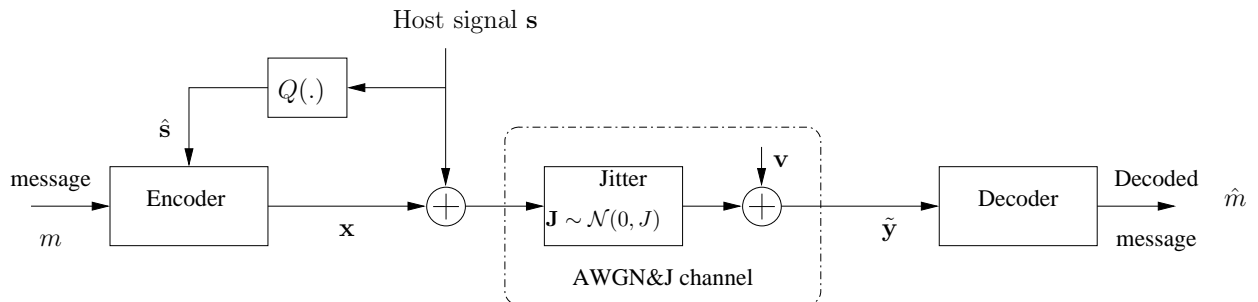 Host signal s
Q(.)
ŝ
message
m
Encoder
x
Jitter
J ∼ 𝒩(0, J)
v
AWGN&J channel
ỹ
Decoder
Decoded
message
m̂